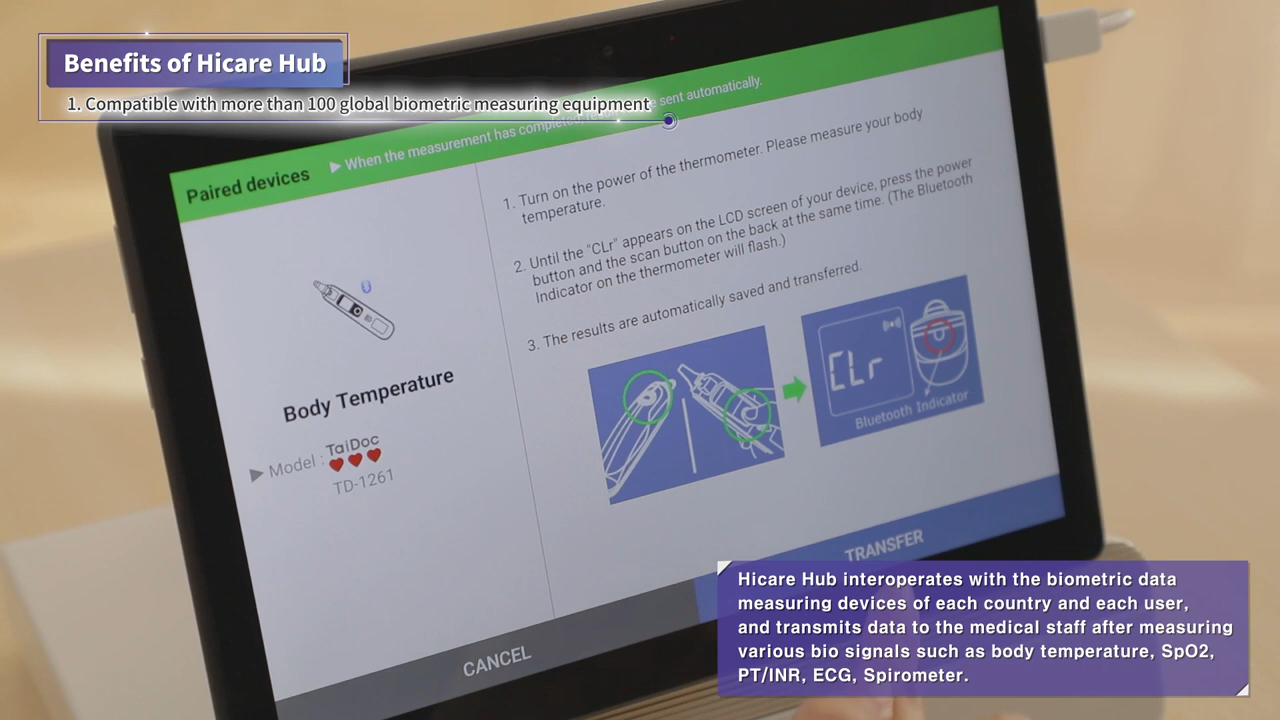 Benefits of Hicare Hub
1. Compatible with more than 100 global biometric measuring equipment
Paired devices
▶ When the measurement has completed, sent automatically.
Body Temperature
▶ Model : TaiDoc
TD-1261
1. Turn on the power of the thermometer. Please measure your body
temperature.
2. Until the "CLr" appears on the LCD screen of your device, press the power
button and the scan button on the back at the same time. (The Bluetooth
Indicator on the thermometer will flash.)
3. The results are automatically saved and transferred.
CLr
Bluetooth Indicator
CANCEL
TRANSFER
Hicare Hub interoperates with the biometric data
measuring devices of each country and each user,
and transmits data to the medical staff after measuring
various bio signals such as body temperature, SpO2,
PT/INR, ECG, Spirometer.